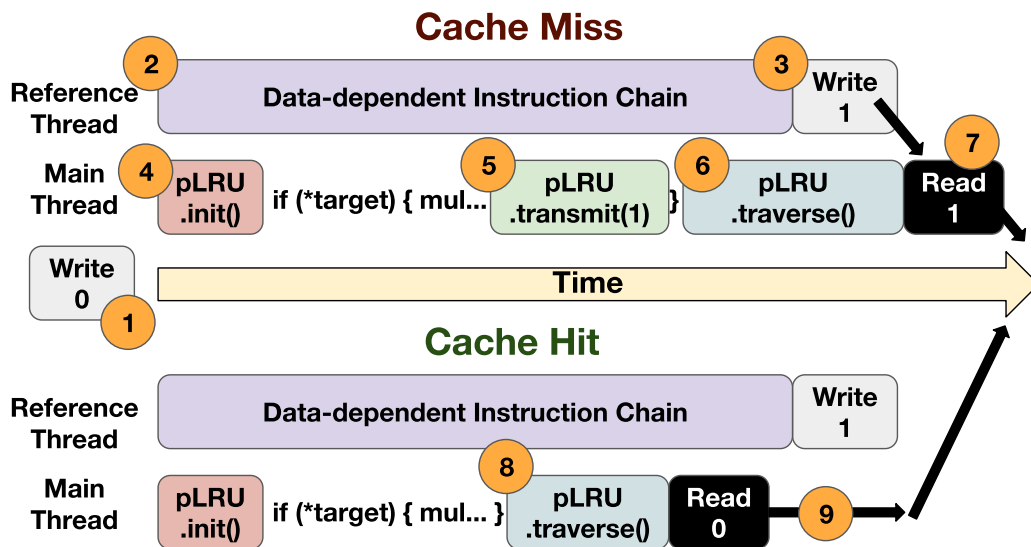 Cache Miss
2
3
Reference
Thread
Data-dependent Instruction Chain
Write
1
7
Main
Thread
4
pLRU
.init()
if (*target) { mul...
5
pLRU
.transmit(1)
}
6
pLRU
.traverse()
Read
1
Write
0
1
Time
Cache Hit
Reference
Thread
Data-dependent Instruction Chain
Write
1
Main
Thread
pLRU
.init()
if (*target) { mul... }
8
pLRU
.traverse()
Read
0
9